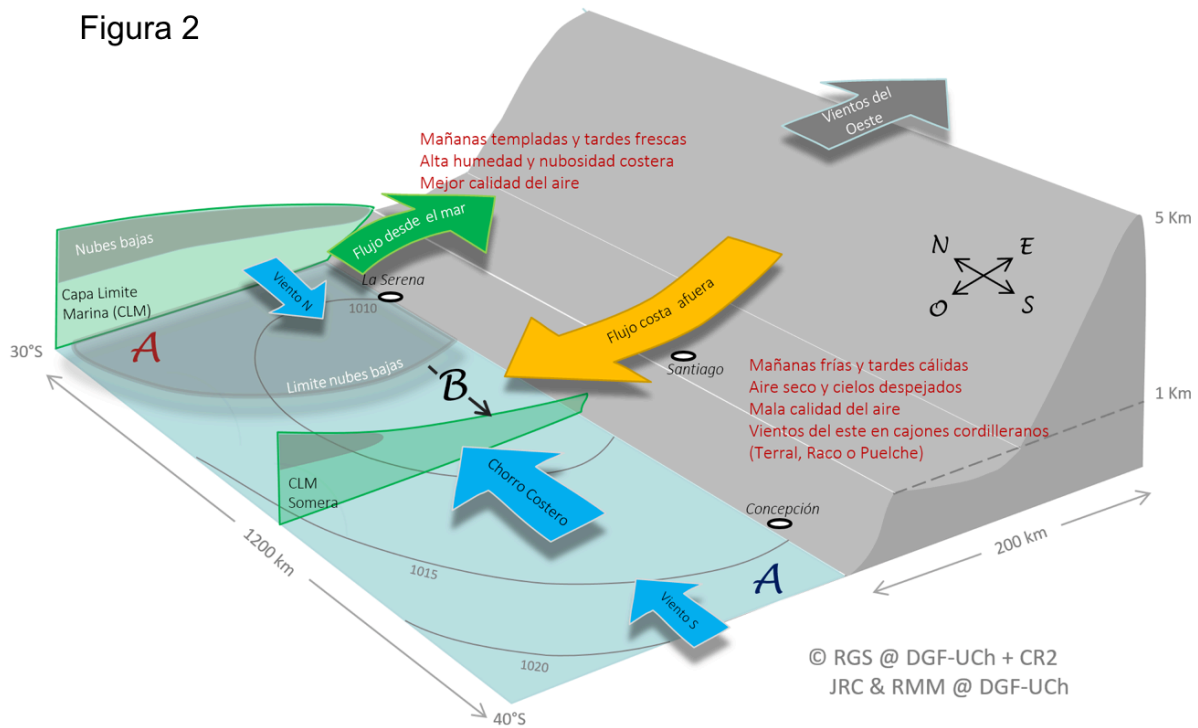 Figura 2
Vientos del
Oeste
Mañanas templadas y tardes frescas
Alta humedad y nubosidad costera
Mejor calidad del aire
5 Km
Nubes bajas
Flujo desde el mar
N
E
O
S
Capa Limite
Marina (CLM)
Viento N
La Serena
1010
Flujo costa afuera
A
30°S
Limite nubes bajas
B
Santiago
Mañanas frías y tardes cálidas
Aire seco y cielos despejados
Mala calidad del aire
Vientos del este en cajones cordilleranos
(Terral, Raco o Puelche)
1 Km
CLM
Somera
Chorro Costero
Concepción
1200 km
200 km
1015
A
Viento S
1020
40°S
© RGS @ DGF-UCh + CR2
JRC & RMM @ DGF-UCh